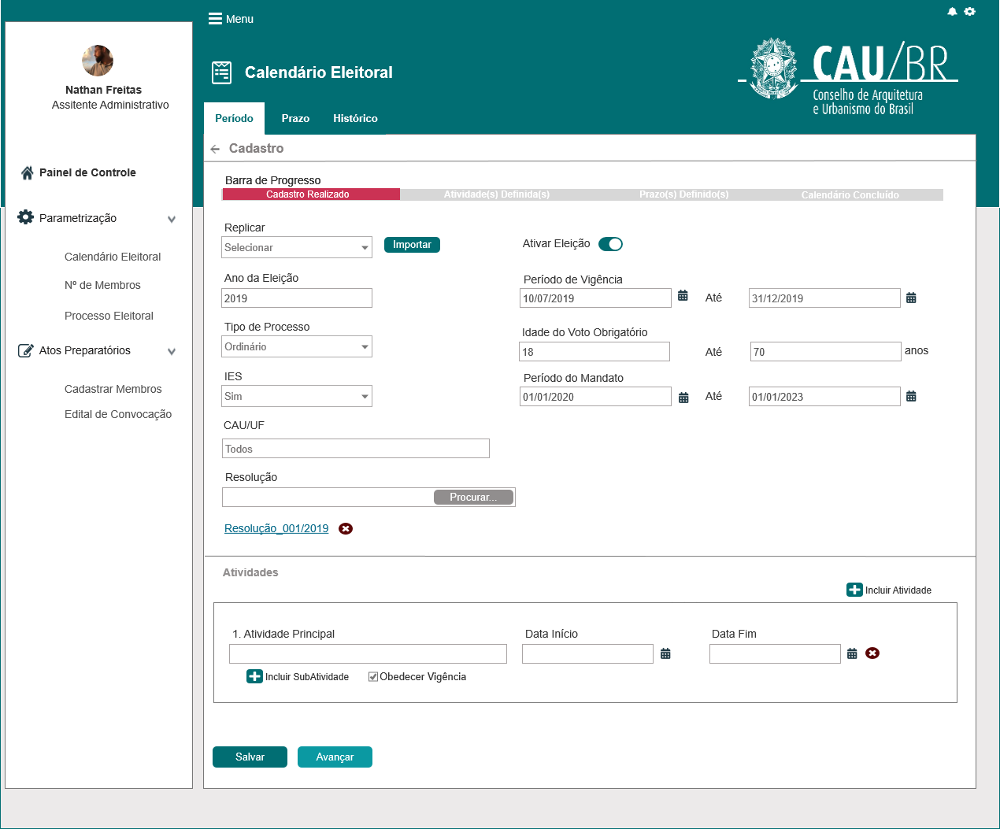 Menu
Nathan Freitas
Assitente Administrativo
Calendário Eleitoral
CAU/BR
Conselho de Arquitetura
e Urbanismo do Brasil
Período Prazo Histórico
Cadastro
Painel de Controle
Parametrização
Calendário Eleitoral
Nº de Membros
Processo Eleitoral
Atos Preparatórios
Cadastrar Membros
Edital de Convocação
Barra de Progresso
Cadastro Realizado Atividade(s) Definida(s) Prazo(s) Definido(s) Calendário Concluído
Replicar
Selecionar Importar Ativar Eleição
Ano da Eleição Período de Vigência
2019 10/07/2019 Até 31/12/2019
Tipo de Processo Idade do Voto Obrigatório
Ordinário 18 Até 70 anos
IES Período do Mandato
Sim 01/01/2020 Até 01/01/2023
CAU/UF
Todos
Resolução
Procurar...
Resolução_001/2019
Atividades
Incluir Atividade
1. Atividade Principal Data Início Data Fim
Incluir SubAtividade Obedecer Vigência
Salvar Avançar